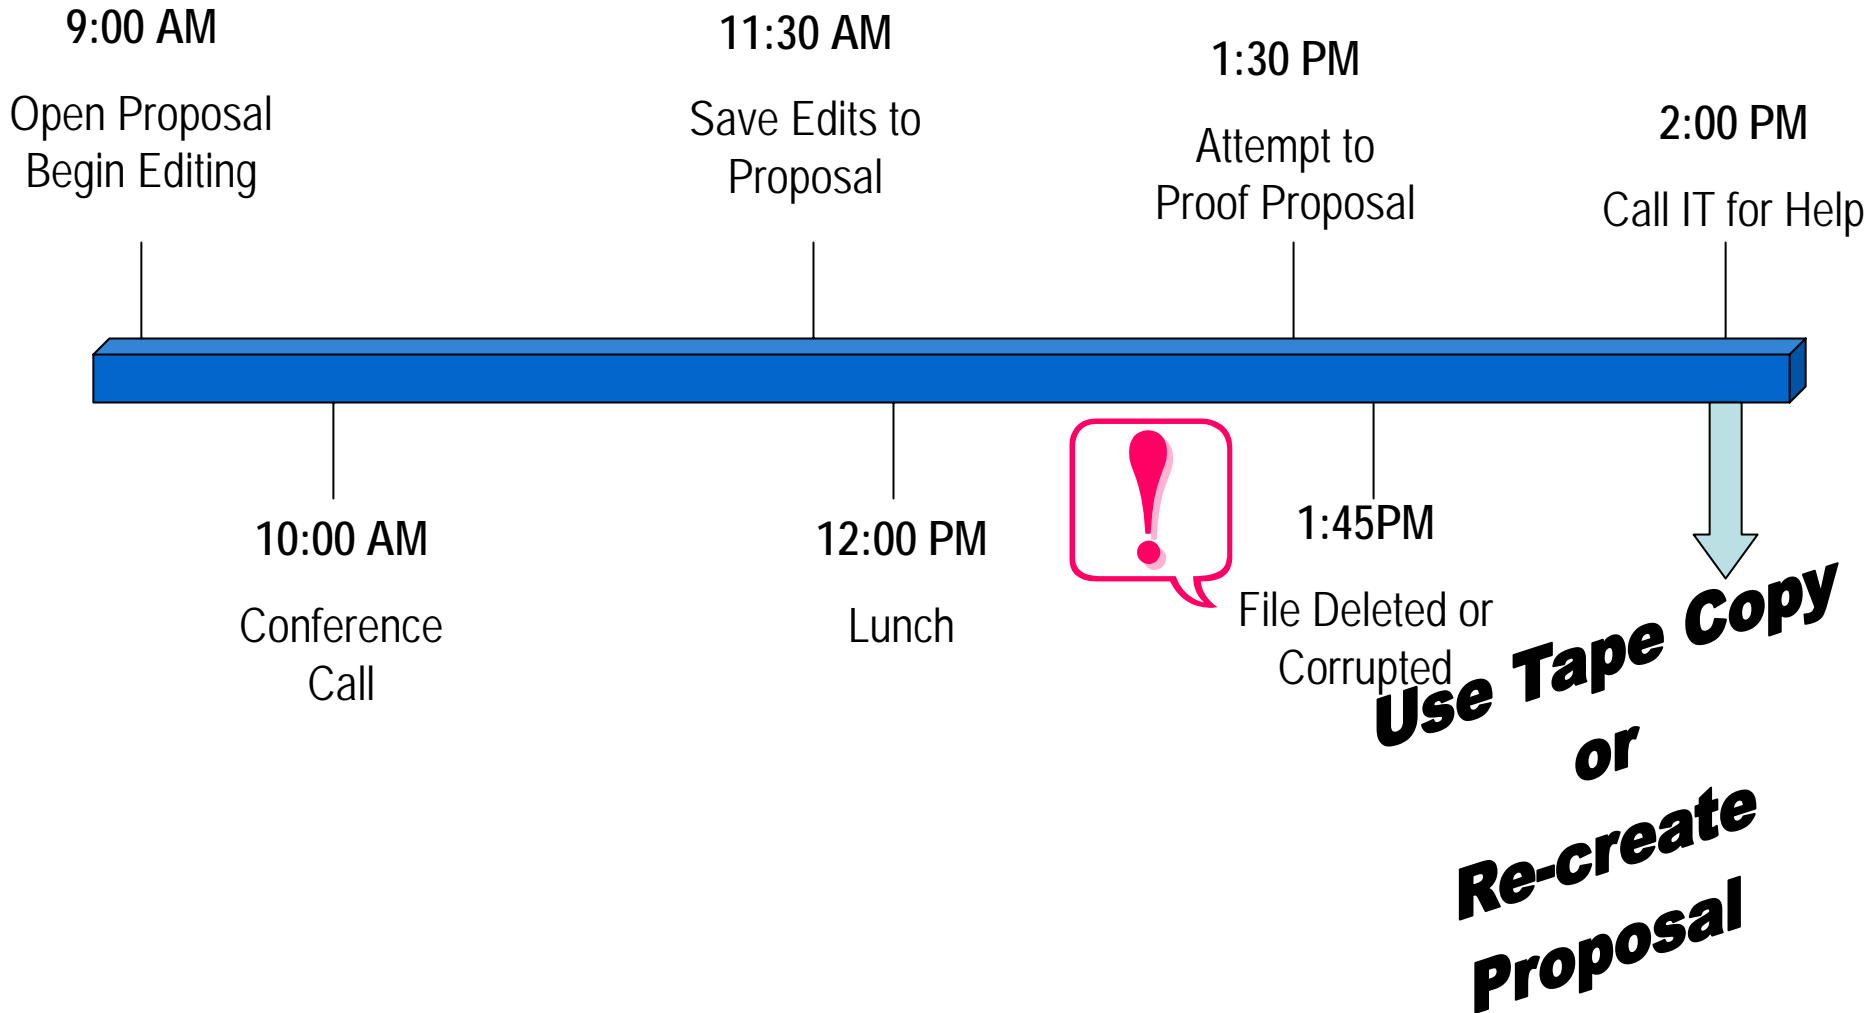 9:00 AM
Open Proposal
Begin Editing
11:30 AM
Save Edits to
Proposal
1:30 PM
Attempt to
Proof Proposal
2:00 PM
Call IT for Help
10:00 AM
Conference
Call
12:00 PM
Lunch
!
1:45PM
File Deleted or
Corrupted
Use Tape Copy
or
Re-create
Proposal